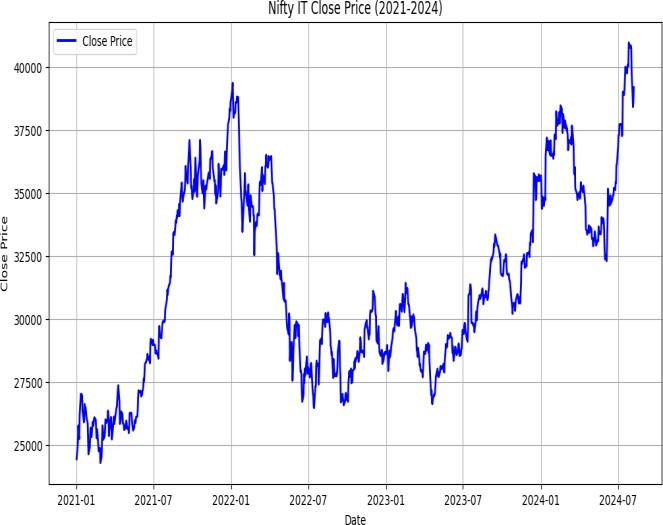 Nifty IT Close Price (2021-2024)
Close Price
40000
37500
35000
32500
30000
27500
25000
Close Price
2021-01 2021-07 2022-01 2022-07 2023-01 2023-07 2024-01 2024-07
Date